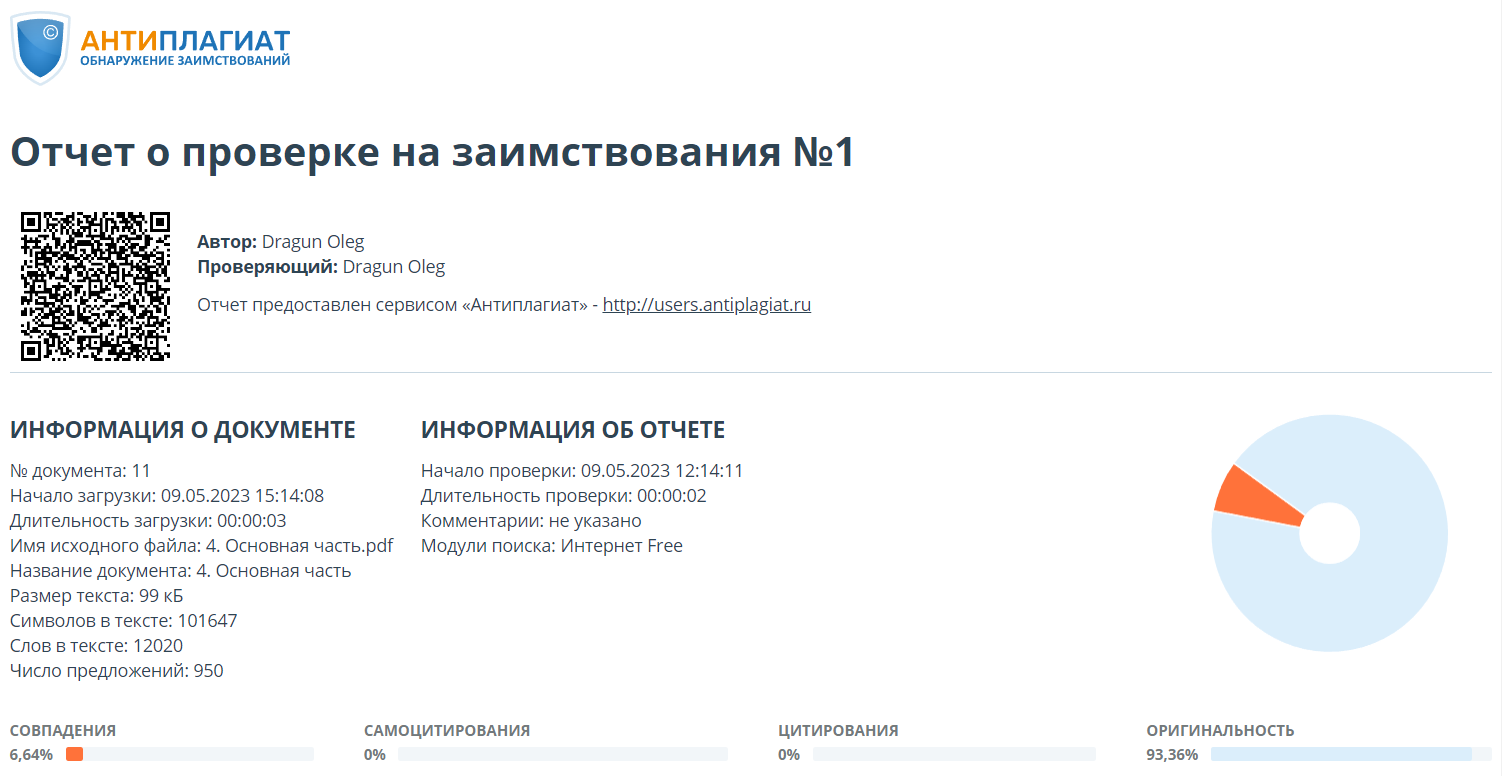 ©
АНТИПЛАГИАТ
ОБНАРУЖЕНИЕ ЗАИМСТВОВАНИЙ
Отчет о проверке на заимствования №1
Автор: Dragun Oleg
Проверяющий: Dragun Oleg
Отчет предоставлен сервисом «Антиплагиат» - http://users.antiplagiat.ru
ИНФОРМАЦИЯ О ДОКУМЕНТЕ
№ документа: 11
Начало загрузки: 09.05.2023 15:14:08
Длительность загрузки: 00:00:03
Имя исходного файла: 4. Основная часть.pdf
Название документа: 4. Основная часть
Размер текста: 99 кБ
Символов в тексте: 101647
Слов в тексте: 12020
Число предложений: 950
ИНФОРМАЦИЯ ОБ ОТЧЕТЕ
Начало проверки: 09.05.2023 12:14:11
Длительность проверки: 00:00:02
Комментарии: не указано
Модули поиска: Интернет Free
СОВПАДЕНИЯ
6,64%
САМОЦИТИРОВАНИЯ
0%
ЦИТИРОВАНИЯ
0%
ОРИГИНАЛЬНОСТЬ
93,36%